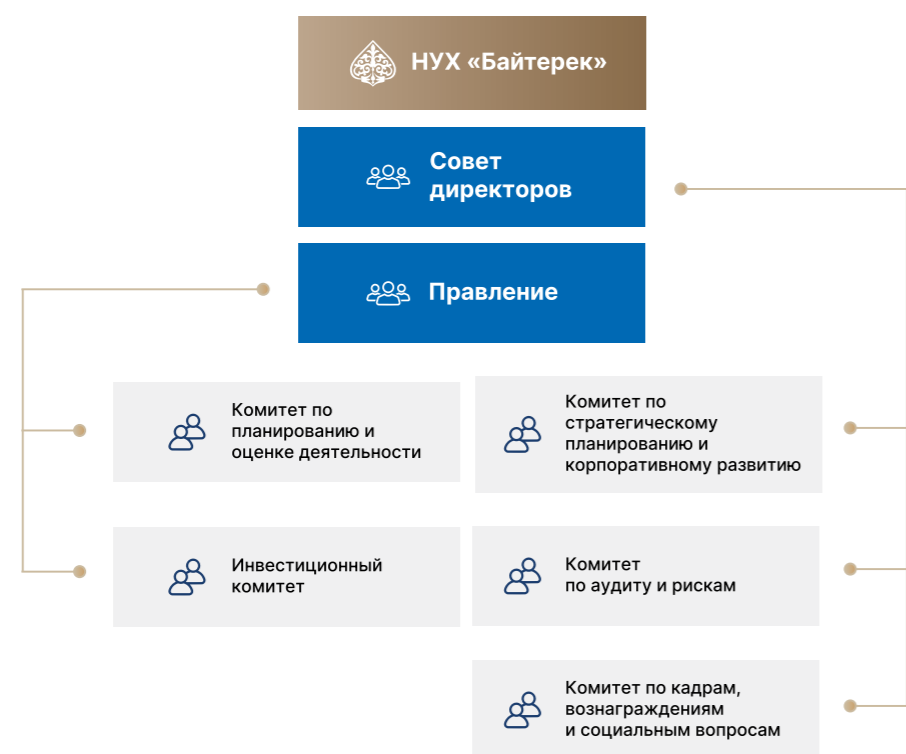 НУХ «Байтерек»
Совет
директоров
Правление
Комитет по
планированию и
оценке деятельности
Комитет по
стратегическому
планированию и
корпоративному развитию
Инвестиционный
комитет
Комитет
по аудиту и рискам
Комитет по кадрам,
вознаграждениям
и социальным вопросам